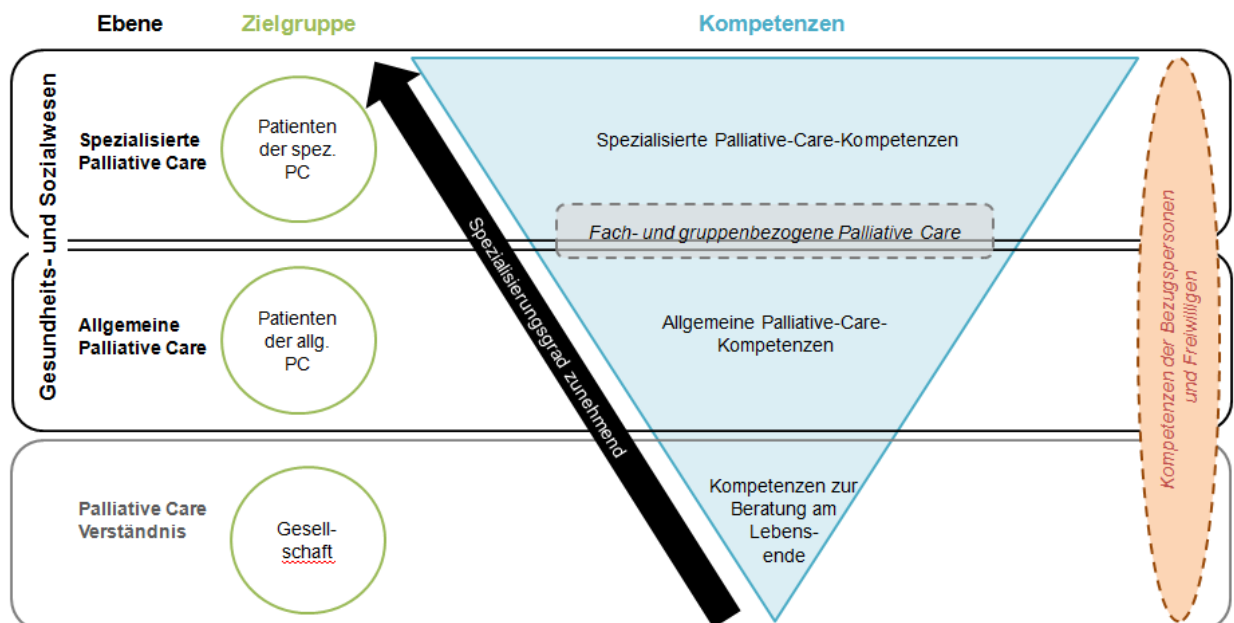 Ebene
Zielgruppe
Kompetenzen
Gesundheits- und Sozialwesen
Spezialisierte
Palliative Care
Patienten
der spez.
PC
Spezialisierte Palliative-Care-Kompetenzen
Fach- und gruppenbezogene Palliative Care
Spezialisierungsgrad zunehmend
Allgemeine
Palliative Care
Patienten
der allg.
PC
Allgemeine Palliative-Care-
Kompetenzen
Palliative Care
Verständnis
Gesell-
schaft
Kompetenzen zur
Beratung am
Lebens-
ende
Kompetenzen der Bezugspersonen
und Freiwilligen